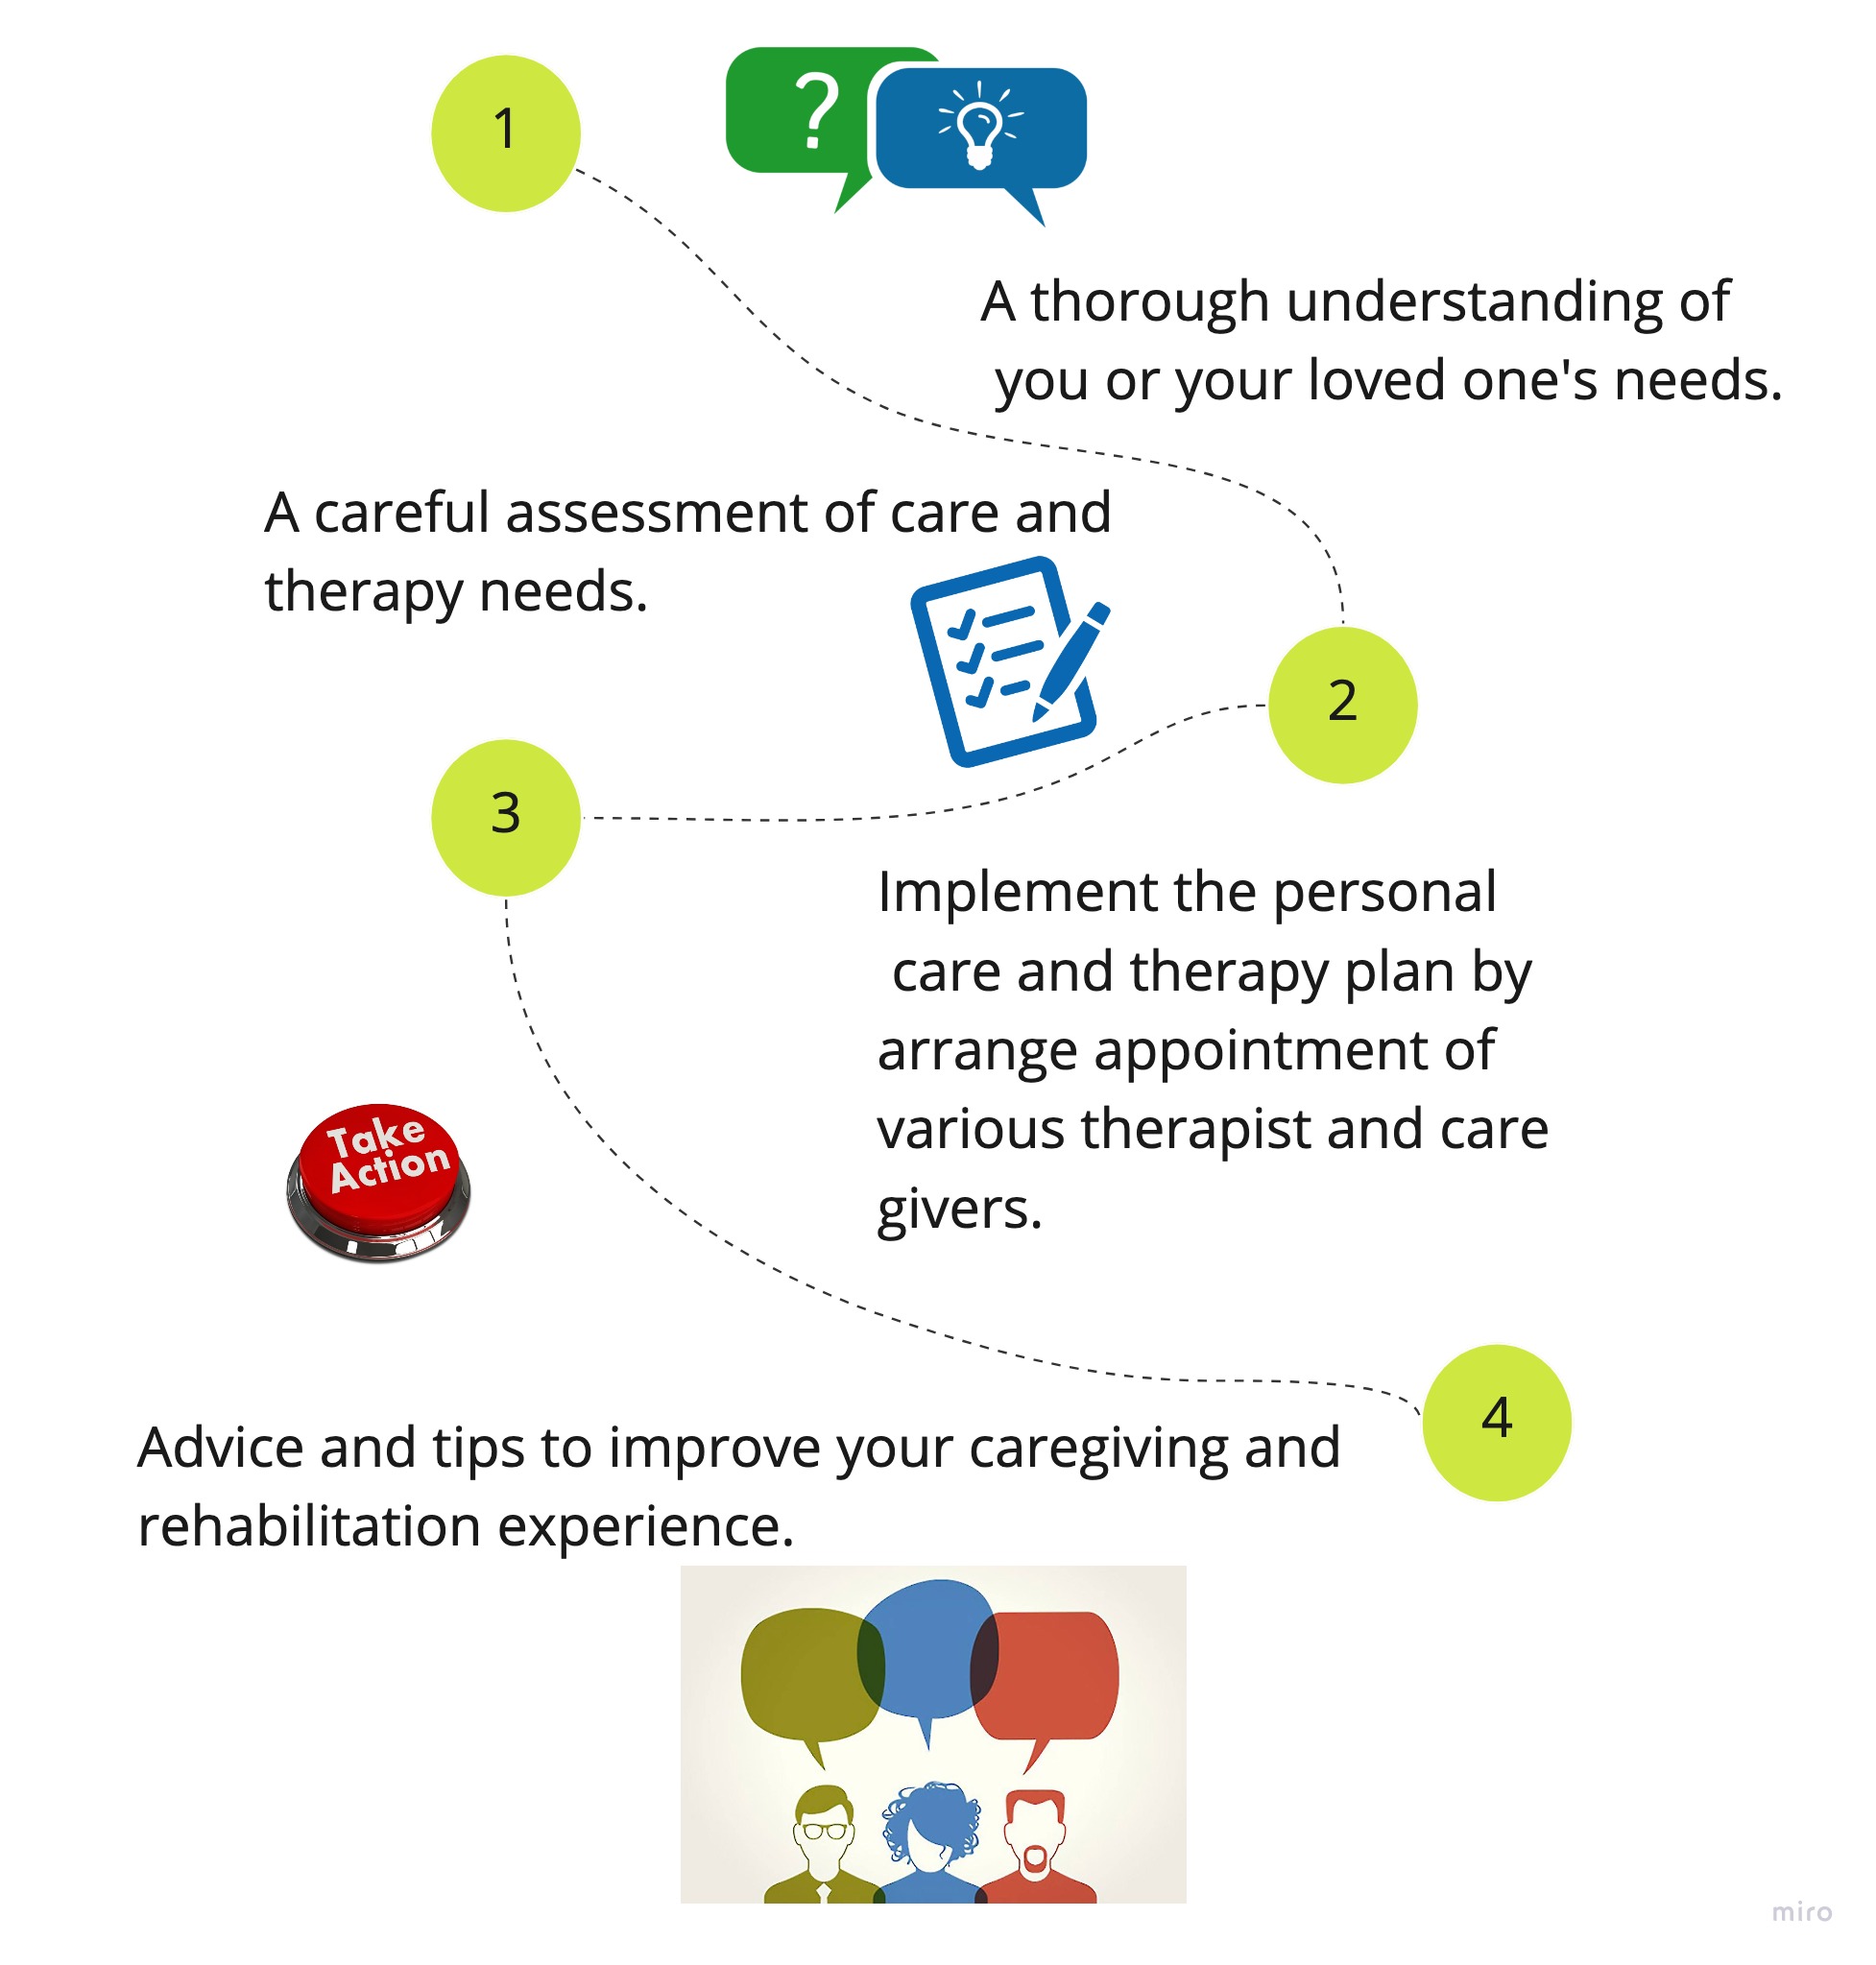 1
?
A thorough understanding of
you or your loved one's needs.
A careful assessment of care and
therapy needs.
2
3
Implement the personal
care and therapy plan by
arrange appointment of
various therapist and care
givers.
Take
Action
4
Advice and tips to improve your caregiving and
rehabilitation experience.
miro